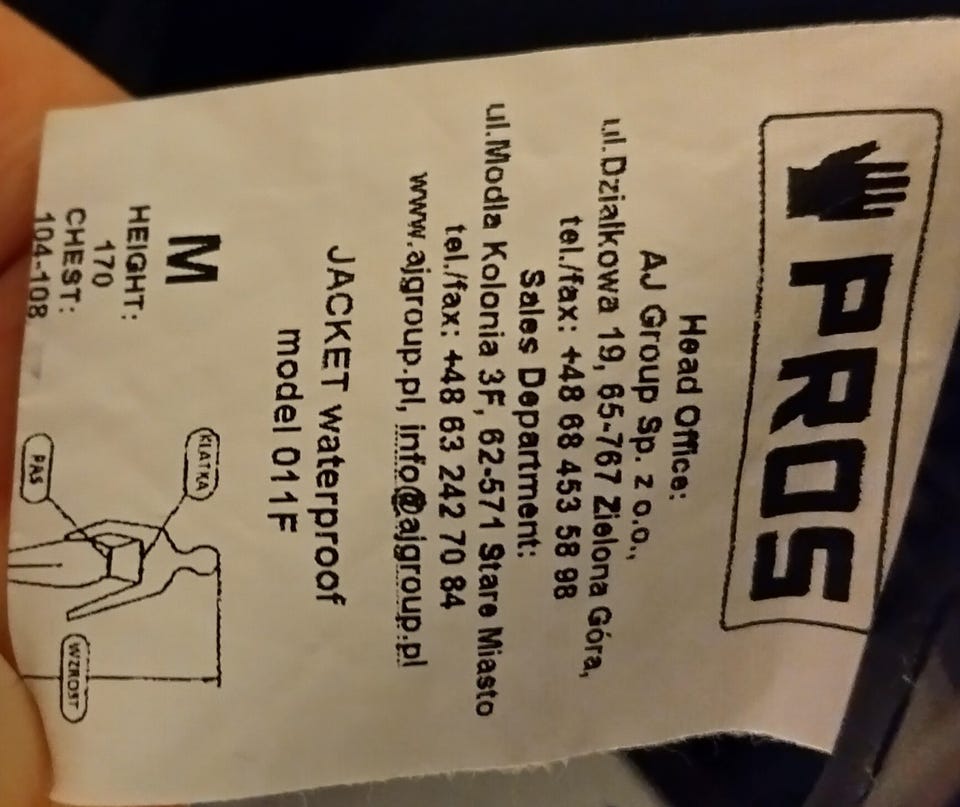 PROS
Head Office:
AJ Group Sp. z o.o.,
ul.Działkowa 19, 65-767 Zielona Góra,
tel./fax: +48 68 453 58 98
Sales Department:
ul.Modla Kolonia 3F, 62-571 Stare Miasto
tel./fax: +48 63 242 70 84
www.ajgroup.pl, info@ajgroup.pl
JACKET waterproof
model 011F
M
HEIGHT:
170
CHEST:
104-108
KLATKA
PAS
WZROST